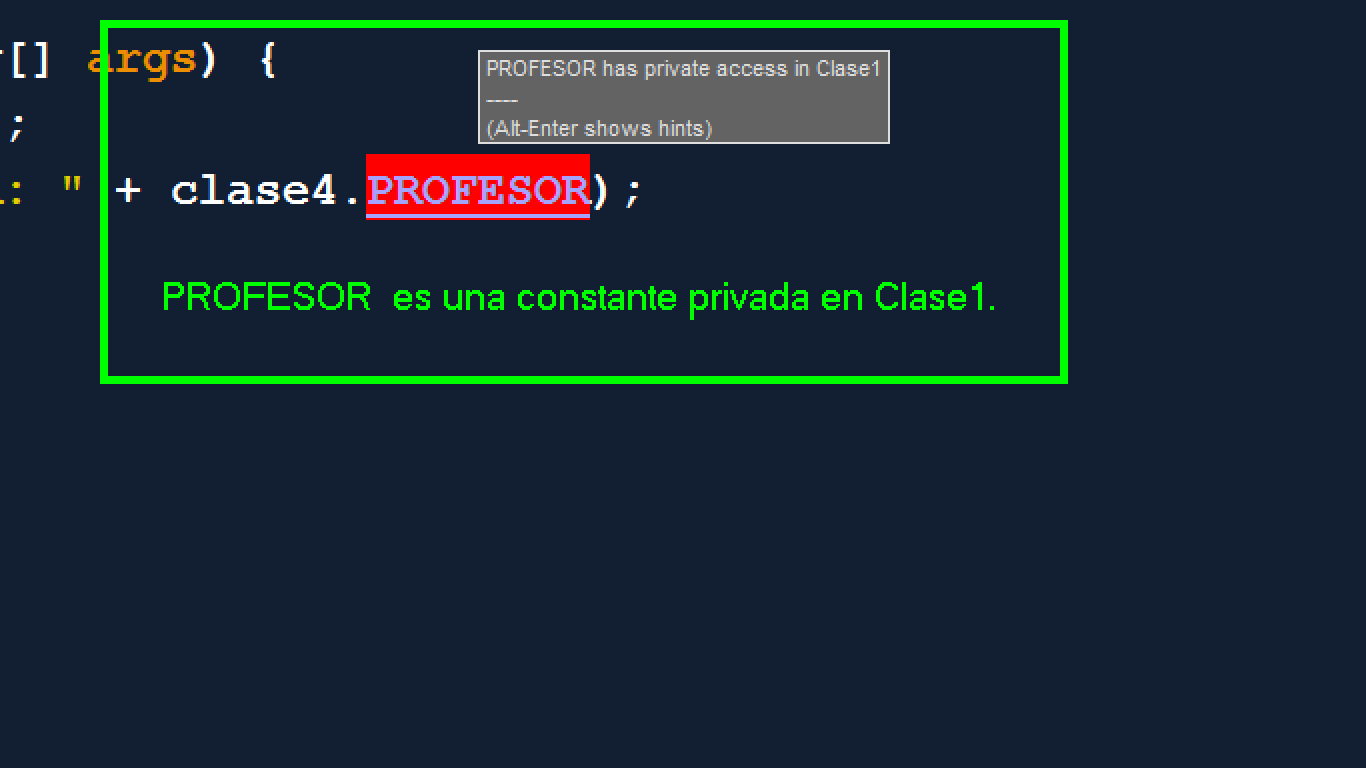 [] args) {
PROFESOR has private access in Clase1
----
(Alt-Enter shows hints)
;
: " + clase4.PROFESOR);
PROFESOR es una constante privada en Clase1.